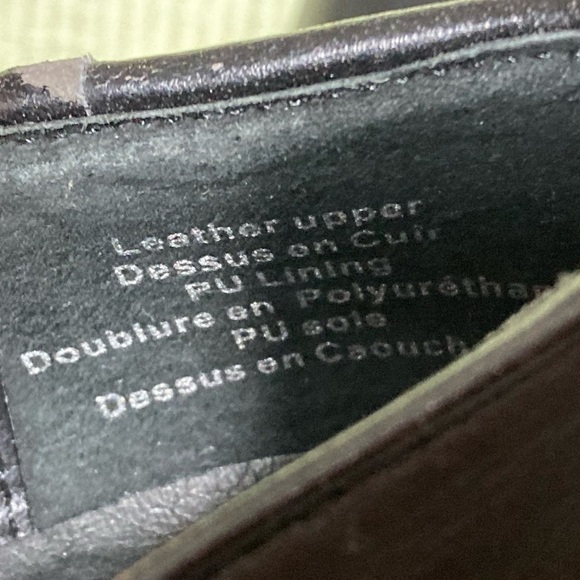 Leather upper
Dessus en Cuir
PU Lining
Doublure en Polyuréthan
PU sole
Dessus en Caouch